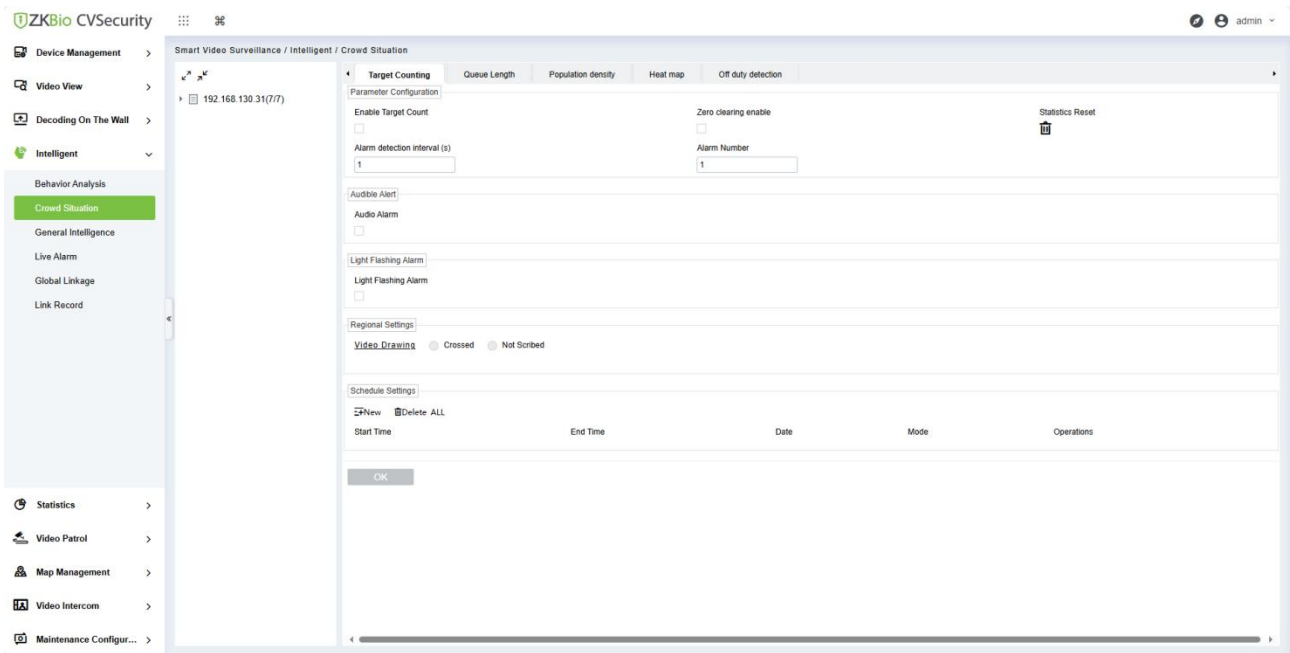 ZKBio CVSecurity
admin
Device Management
Video View
Decoding On The Wall
Intelligent
Behavior Analysis
Crowd Situation
General Intelligence
Live Alarm
Global Linkage
Link Record
Statistics
Video Patrol
Map Management
Video Intercom
Maintenance Configur...
Smart Video Surveillance / Intelligent / Crowd Situation
192.168.130.31(7/7)
Target Counting Queue Length Population density Heat map Off duty detection
Parameter Configuration
Enable Target Count Zero clearing enable Statistics Reset
Alarm detection interval (s) Alarm Number
1 1
Audible Alert
Audio Alarm
Light Flashing Alarm
Light Flashing Alarm
Regional Settings
Video Drawing Crossed Not Scribed
Schedule Settings
New Delete ALL
Start Time End Time Date Mode Operations
OK